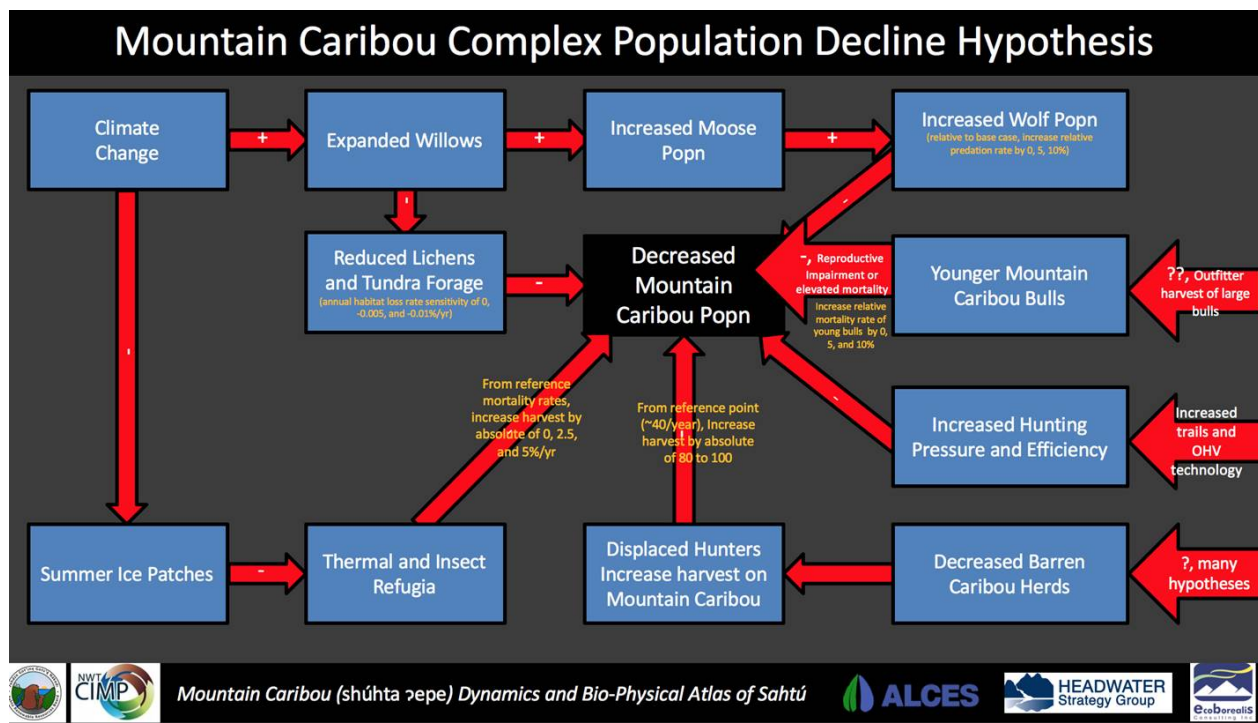 Mountain Caribou Complex Population Decline Hypothesis
Climate
Change
+
Expanded Willows
+
Increased Moose
Popn
+
Increased Wolf Popn
(relative to base case, increase relative
predation rate by 0, 5, 10%)
-
-
-
Reduced Lichens
and Tundra Forage
(annual habitat loss rate sensitivity of 0,
-0.005, and -0.01%/yr)
-
Decreased
Mountain
Caribou Popn
-, Reproductive
Impairment or
elevated mortality
Increase relative
mortality rate of
young bulls by 0,
5, and 10%
Younger Mountain
Caribou Bulls
??, Outfitter
harvest of large
bulls
From reference
mortality rates,
increase harvest by
absolute of 0, 2.5,
and 5%/yr
From reference point
(~40/year), Increase
harvest by absolute
of 80 to 100
-
Increased Hunting
Pressure and Efficiency
Increased
trails and
OHV
technology
Summer Ice Patches
-
Thermal and Insect
Refugia
Displaced Hunters
Increase harvest on
Mountain Caribou
Decreased Barren
Caribou Herds
?, many
hypotheses
NWT
CIMP
Mountain Caribou (shúhta ɂepe) Dynamics and Bio-Physical Atlas of Sahtú
ALCES
HEADWATER
Strategy Group
EcoBorealiS